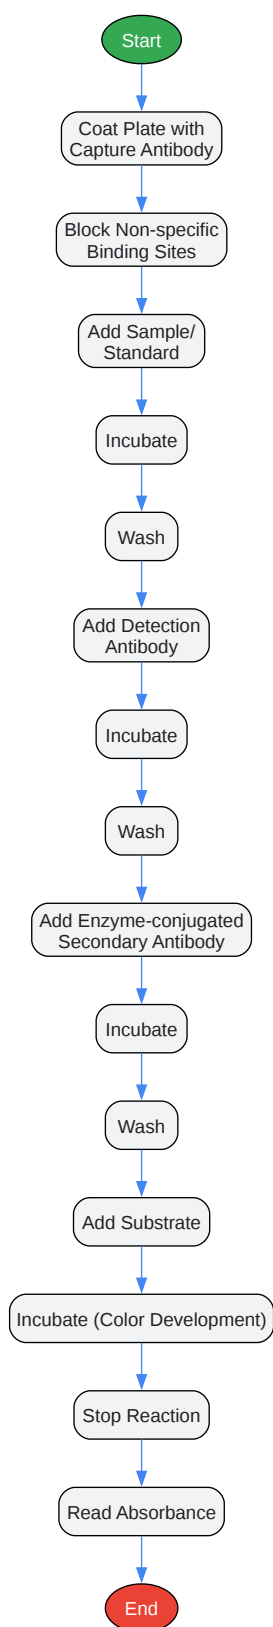 Start
Coat Plate with
Capture Antibody
Block Non-specific
Binding Sites
Add Sample/
Standard
Incubate
Wash
Add Detection
Antibody
Incubate
Wash
Add Enzyme-conjugated
Secondary Antibody
Incubate
Wash
Add Substrate
Incubate (Color Development)
Stop Reaction
Read Absorbance
End